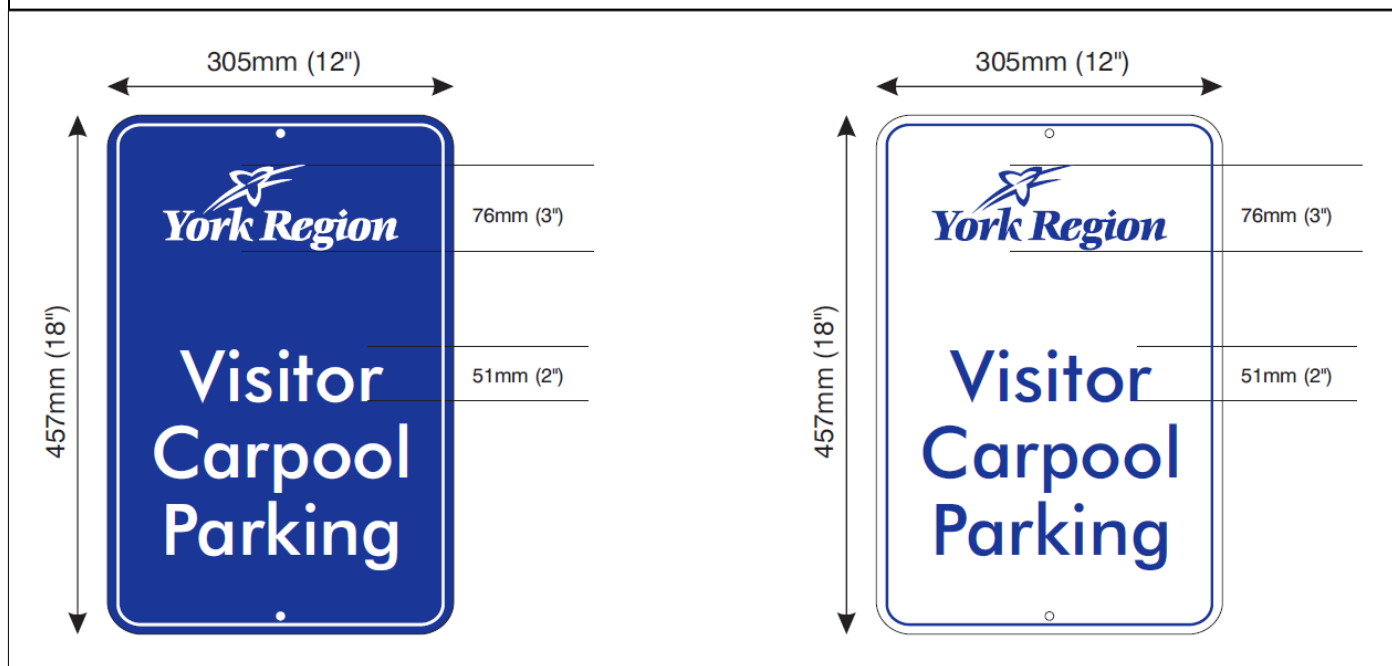 305mm (12")
457mm (18")
York Region
76mm (3")
Visitor
51mm (2")
Carpool
Parking
305mm (12")
457mm (18")
York Region
76mm (3")
Visitor
51mm (2")
Carpool
Parking